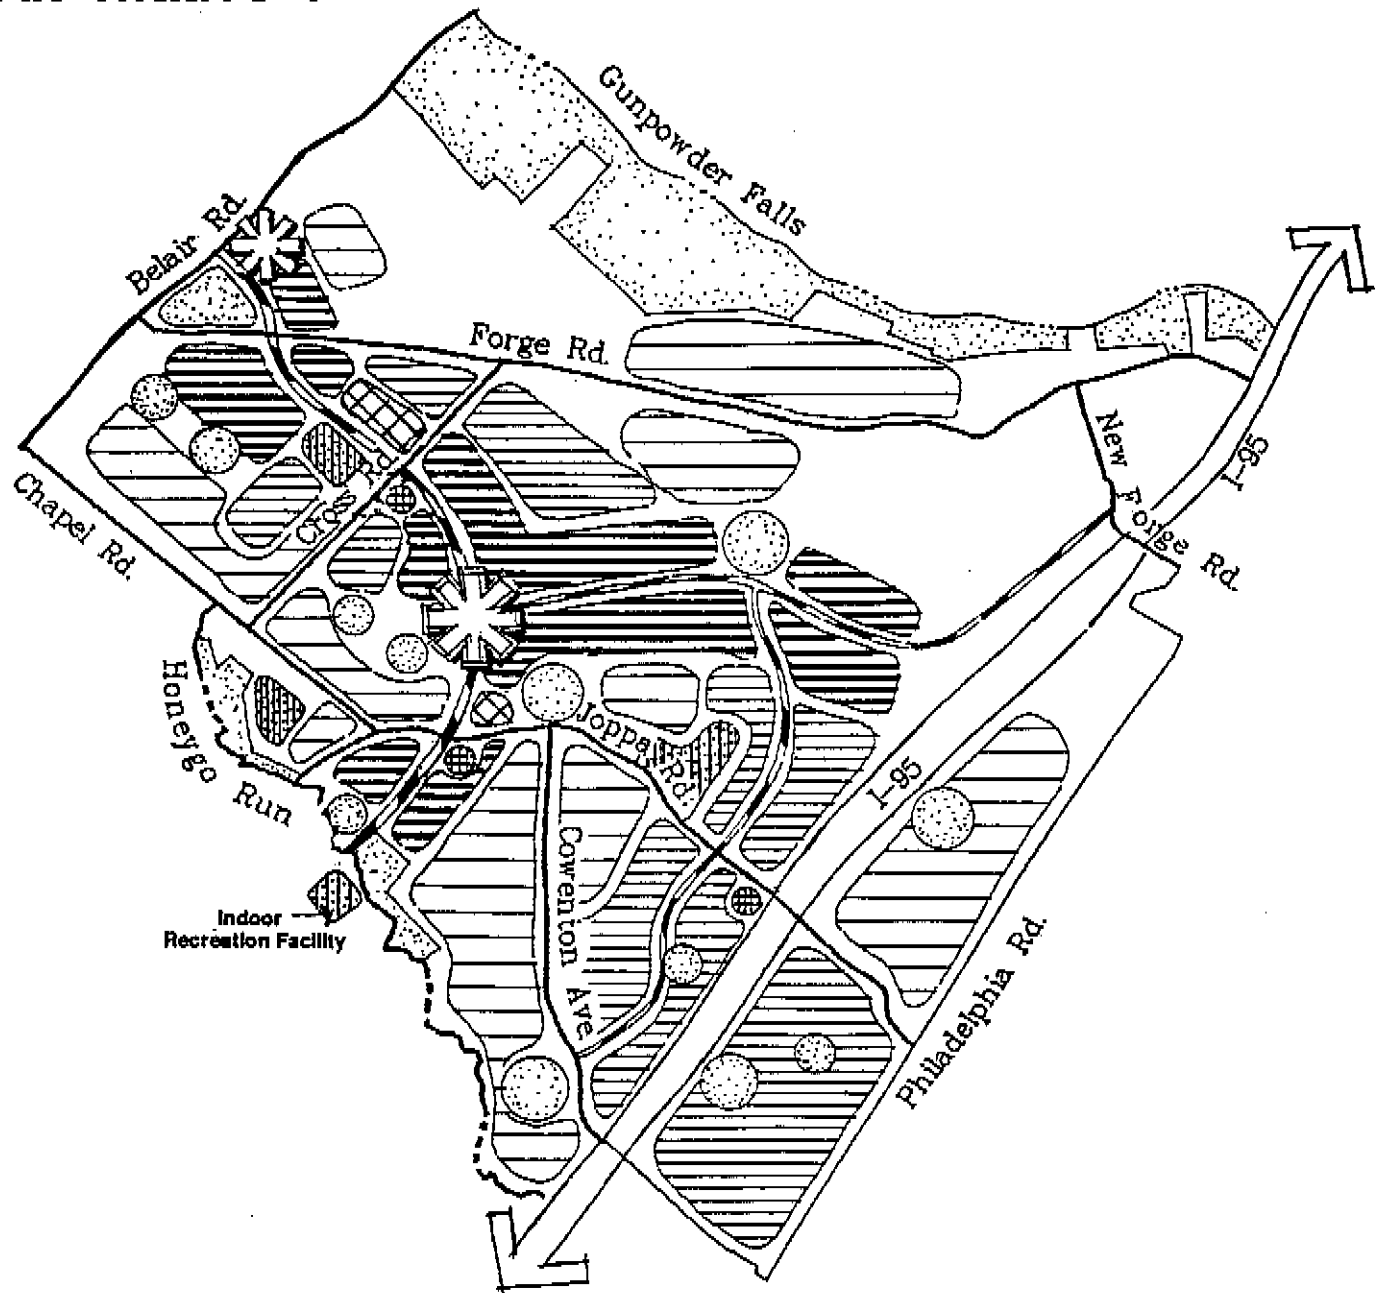 Gunpowder Falls
Belair Rd.
Forge Rd.
New Forge Rd.
I-95
Cross Rd.
Chapel Rd.
Honeygo Run
Joppa Rd.
I-95
Cowenton Ave.
Indoor
Recreation Facility
Philadelphia Rd.